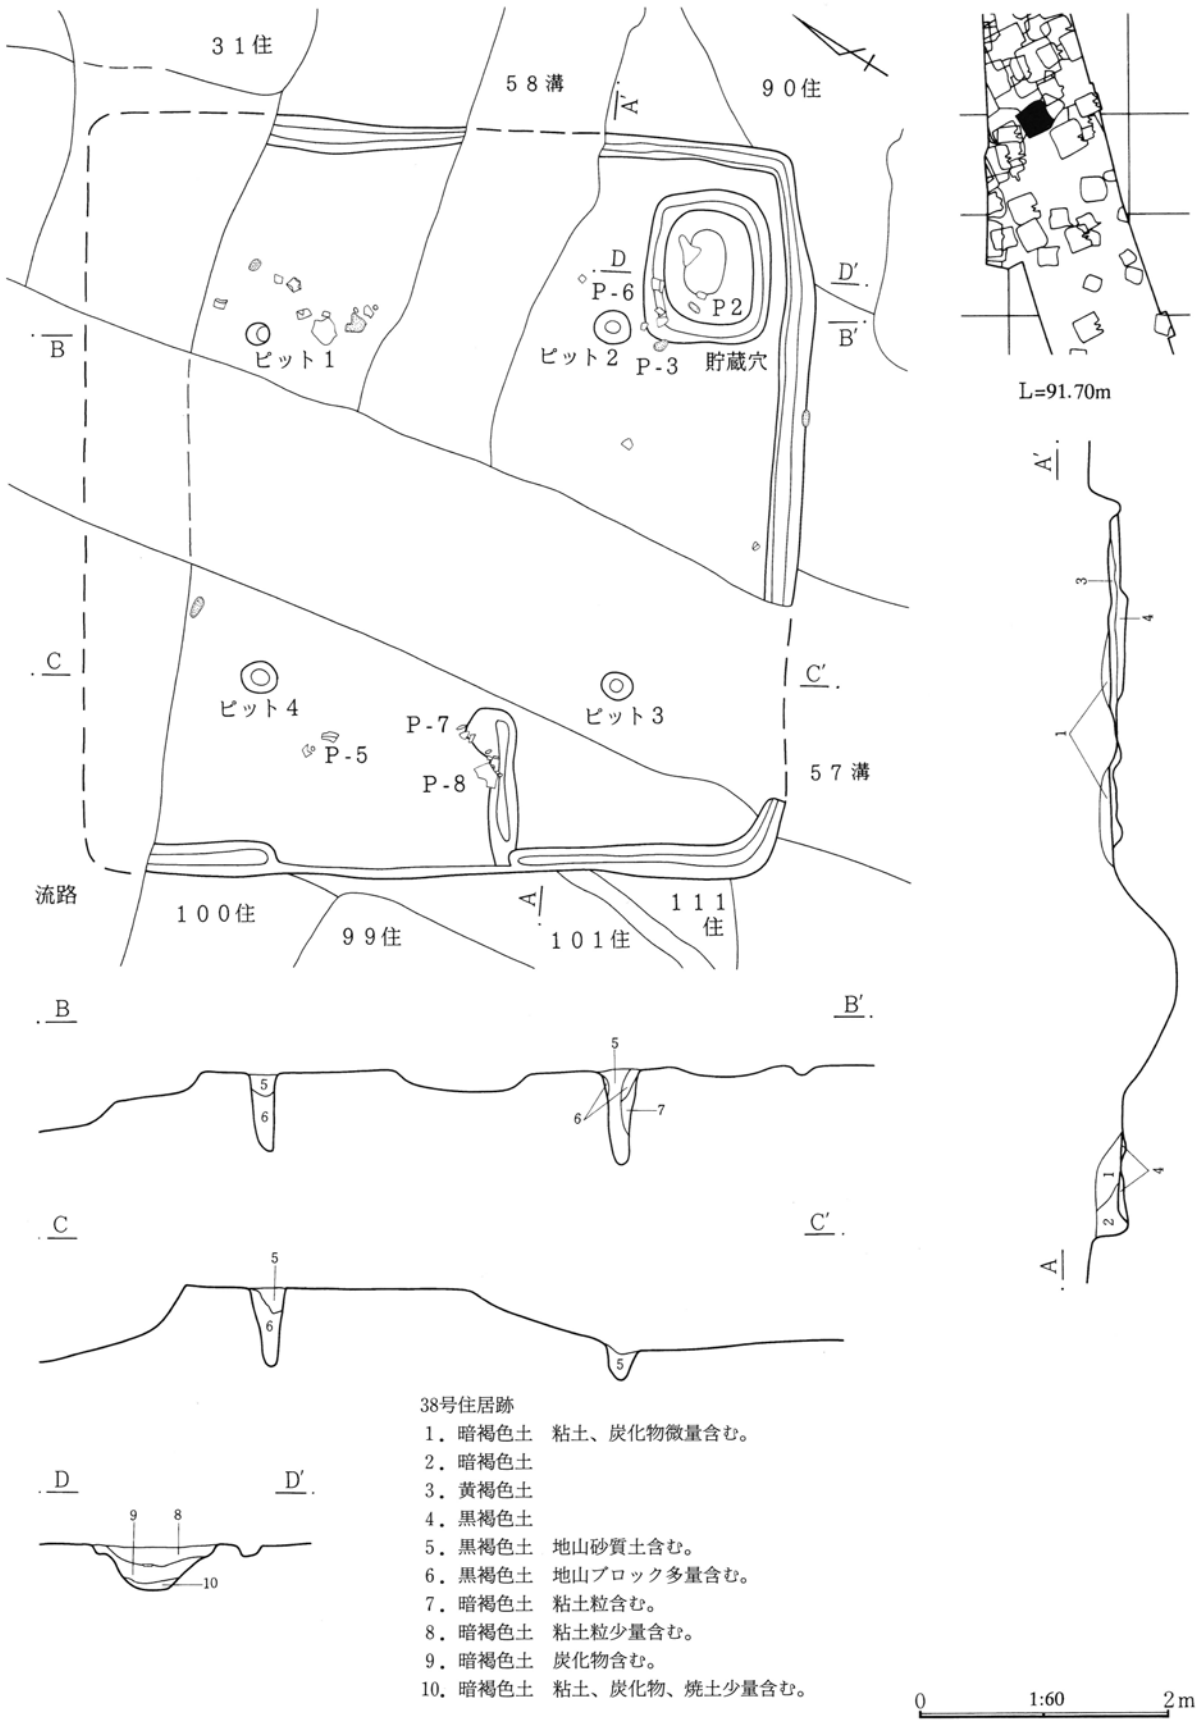 31住
58溝
A'
90住
D
D'
P-6
P2
B
B'
ピット1
ピット2
P-3
貯蔵穴
L=91.70m
A'
3
4
1
C
C'
ピット4
ピット3
P-7
P-5
P-8
57溝
流路
100住
99住
A
101住
111
住
B
B'
5
5
6
6
7
1
4
2
A
C
C'
5
6
5
38号住居跡
1. 暗褐色土 粘土、炭化物微量含む。
2. 暗褐色土
3. 黄褐色土
4. 黒褐色土
5. 黒褐色土 地山砂質土含む。
6. 黒褐色土 地山ブロック多量含む。
7. 暗褐色土 粘土粒含む。
8. 暗褐色土 粘土粒少量含む。
9. 暗褐色土 炭化物含む。
10. 暗褐色土 粘土、炭化物、焼土少量含む。
D
D'
9
8
10
0
1:60
2m